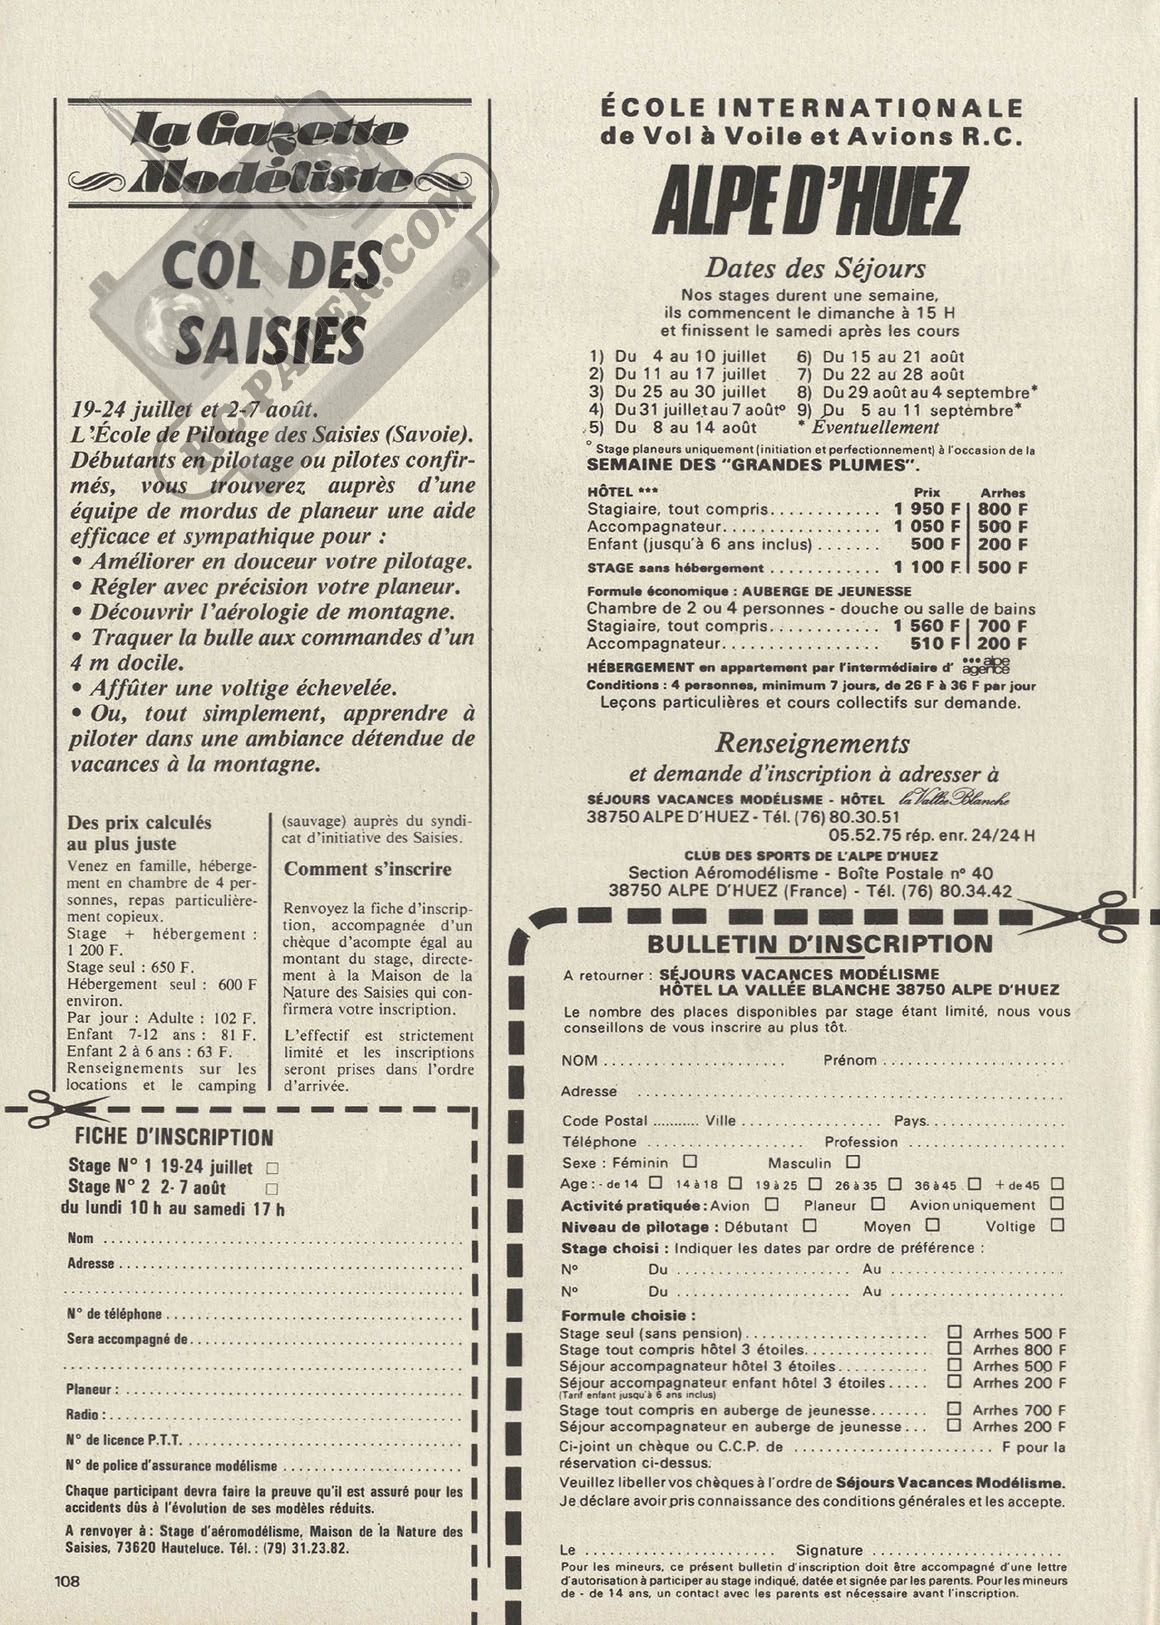 La Gazette
Modéliste
RCPAPER.COM
COL DES
SAISIES
19-24 juillet et 2-7 août.
L'École de Pilotage des Saisies (Savoie).
Débutants en pilotage ou pilotes confir-
més, vous trouverez auprès d'une
équipe de mordus de planeur une aide
efficace et sympathique pour :
• Améliorer en douceur votre pilotage.
• Régler avec précision votre planeur.
• Découvrir l'aérologie de montagne.
• Traquer la bulle aux commandes d'un
4 m docile.
• Affûter une voltige échevelée.
• Ou, tout simplement, apprendre à
piloter dans une ambiance détendue de
vacances à la montagne.
Des prix calculés
au plus juste
Venez en famille, héberge-
ment en chambre de 4 per-
sonnes, repas particulière-
ment copieux.
Stage + hébergement :
1 200 F.
Stage seul : 650 F.
Hébergement seul : 600 F
environ.
Par jour : Adulte : 102 F.
Enfant 7-12 ans : 81 F.
Enfant 2 à 6 ans : 63 F.
Renseignements sur les
locations et le camping
(sauvage) auprès du syndi-
cat d'initiative des Saisies.
Comment s'inscrire
Renvoyez la fiche d'inscrip-
tion, accompagnée d'un
chèque d'acompte égal au
montant du stage, directe-
ment à la Maison de la
Nature des Saisies qui con-
firmera votre inscription.
L'effectif est strictement
limité et les inscriptions
seront prises dans l'ordre
d'arrivée.
FICHE D'INSCRIPTION
Stage N° 1 19-24 juillet □
Stage N° 2 2-7 août □
du lundi 10 h au samedi 17 h
Nom ..........
Adresse ..........
N° de téléphone ..........
Sera accompagné de ..........
Planeur : ..........
Radio : ..........
N° de licence P.T.T. ..........
N° de police d'assurance modélisme ..........
Chaque participant devra faire la preuve qu'il est assuré pour les
accidents dûs à l'évolution de ses modèles réduits.
A renvoyer à : Stage d'aéromodélisme, Maison de la Nature des
Saisies, 73620 Hauteluce. Tél. : (79) 31.23.82.
108
ÉCOLE INTERNATIONALE
de Vol à Voile et Avions R.C.
ALPE D'HUEZ
Dates des Séjours
Nos stages durent une semaine,
ils commencent le dimanche à 15 H
et finissent le samedi après les cours
1) Du 4 au 10 juillet 6) Du 15 au 21 août
2) Du 11 au 17 juillet 7) Du 22 au 28 août
3) Du 25 au 30 juillet 8) Du 29 août au 4 septembre*
4) Du 31 juillet au 7 août° 9) Du 5 au 11 septembre*
5) Du 8 au 14 août * Éventuellement
° Stage planeurs uniquement (initiation et perfectionnement) à l'occasion de la
SEMAINE DES "GRANDES PLUMES".
HÔTEL *** Prix Arrhes
Stagiaire, tout compris............ 1 950 F 800 F
Accompagnateur............ 1 050 F 500 F
Enfant (jusqu'à 6 ans inclus) ....... 500 F 200 F
STAGE sans hébergement ............ 1 100 F 500 F
Formule économique : AUBERGE DE JEUNESSE
Chambre de 2 ou 4 personnes - douche ou salle de bains
Stagiaire, tout compris............ 1 560 F 700 F
Accompagnateur............ 510 F 200 F
HÉBERGEMENT en appartement par l'intermédiaire d' alpe agence
Conditions : 4 personnes, minimum 7 jours, de 26 F à 36 F par jour
Leçons particulières et cours collectifs sur demande.
Renseignements
et demande d'inscription à adresser à
SÉJOURS VACANCES MODÉLISME - HÔTEL la Vallée Blanche
38750 ALPE D'HUEZ - Tél. (76) 80.30.51
05.52.75 rép. enr. 24/24 H
CLUB DES SPORTS DE L'ALPE D'HUEZ
Section Aéromodélisme - Boîte Postale n° 40
38750 ALPE D'HUEZ (France) - Tél. (76) 80.34.42
BULLETIN D'INSCRIPTION
A retourner : SÉJOURS VACANCES MODÉLISME
HÔTEL LA VALLÉE BLANCHE 38750 ALPE D'HUEZ
Le nombre des places disponibles par stage étant limité, nous vous
conseillons de vous inscrire au plus tôt.
NOM .......... Prénom ..........
Adresse ..........
Code Postal .......... Ville .......... Pays..........
Téléphone .......... Profession ..........
Sexe : Féminin □ Masculin □
Age : - de 14 □ 14 à 18 □ 19 à 25 □ 26 à 35 □ 36 à 45 □ + de 45 □
Activité pratiquée : Avion □ Planeur □ Avion uniquement □
Niveau de pilotage : Débutant □ Moyen □ Voltige □
Stage choisi : Indiquer les dates par ordre de préférence :
N° Du .......... Au ..........
N° Du .......... Au ..........
Formule choisie :
Stage seul (sans pension).......... □ Arrhes 500 F
Stage tout compris hôtel 3 étoiles.......... □ Arrhes 800 F
Séjour accompagnateur hôtel 3 étoiles.......... □ Arrhes 500 F
Séjour accompagnateur enfant hôtel 3 étoiles..... □ Arrhes 200 F
(Tarif enfant jusqu'à 6 ans inclus)
Stage tout compris en auberge de jeunesse....... □ Arrhes 700 F
Séjour accompagnateur en auberge de jeunesse... □ Arrhes 200 F
Ci-joint un chèque ou C.C.P. de .......... F pour la
réservation ci-dessus.
Veuillez libeller vos chèques à l'ordre de Séjours Vacances Modélisme.
Je déclare avoir pris connaissance des conditions générales et les accepte.
Le .......... Signature ..........
Pour les mineurs, ce présent bulletin d'inscription doit être accompagné d'une lettre
d'autorisation à participer au stage indiqué, datée et signée par les parents. Pour les mineurs
de - de 14 ans, un contact avec les parents est nécessaire avant l'inscription.